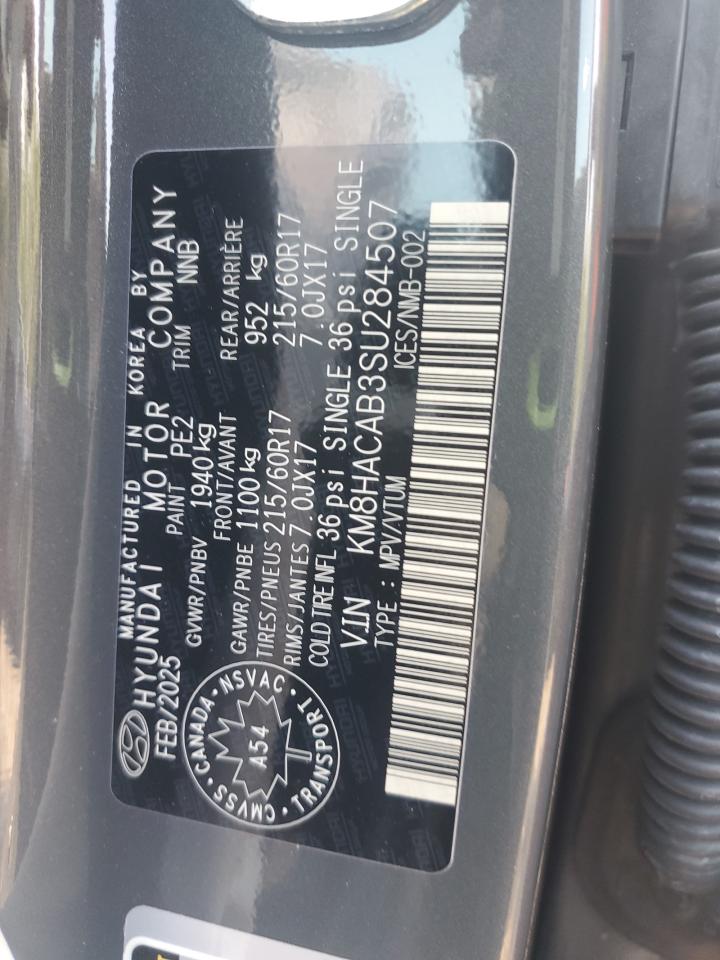 MANUFACTURED IN KOREA BY
HYUNDAI MOTOR COMPANY
FEB/2025 PAINT PE2 TRIM NNB
GVWR/PNBV 1940 kg
FRONT/AVANT REAR/ARRIÈRE
GAWR/PNBE 1100 kg 952 kg
TIRES/PNEUS 215/60R17 215/60R17
RIMS/JANTES 7.0JX17 7.0JX17
COLD TIRE INFL 36 psi SINGLE 36 psi SINGLE
VIN KM8HACAB3SU284507
TYPE : MPV/VTUM ICES/NMB-002
CANADA · NSVAC · TRANSPORT · CMVSS
A54